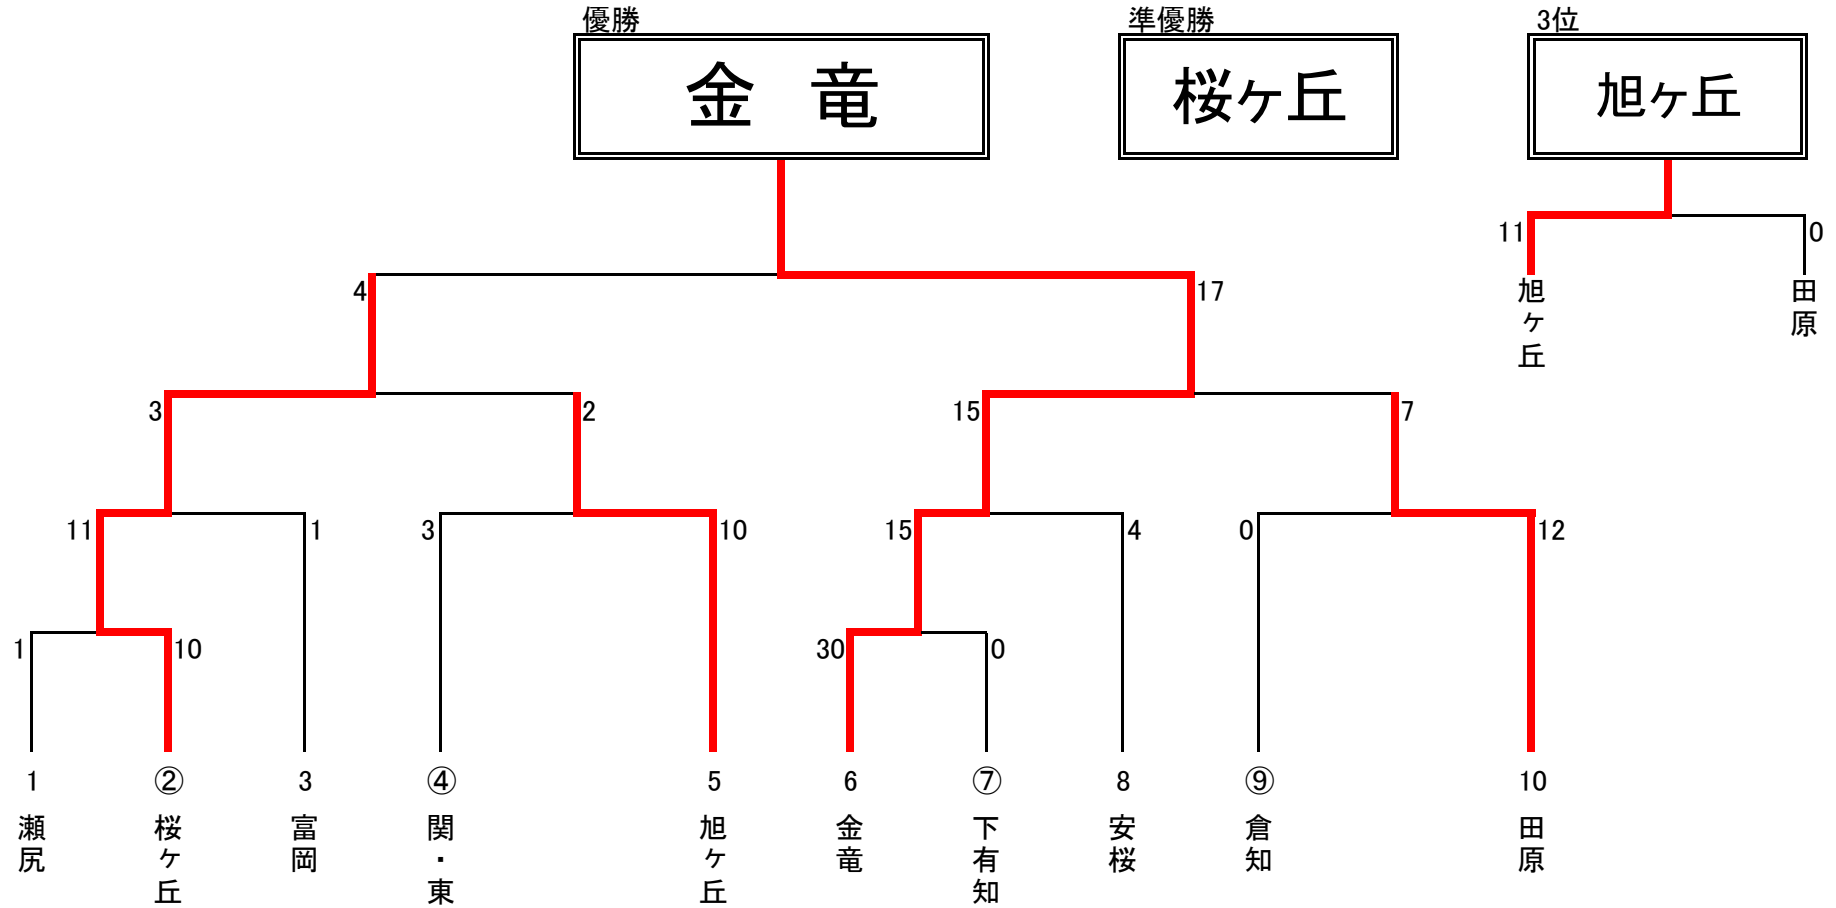 優勝
準優勝
3位
金　竜
桜ヶ丘
旭ヶ丘
11
0
旭ヶ丘
田原
4
17
3
2
15
7
11
1
3
10
15
4
0
12
1
10
30
0
1
②
3
④
5
6
⑦
8
⑨
10
瀬尻
桜ヶ丘
富岡
関・東
旭ヶ丘
金竜
下有知
安桜
倉知
田原